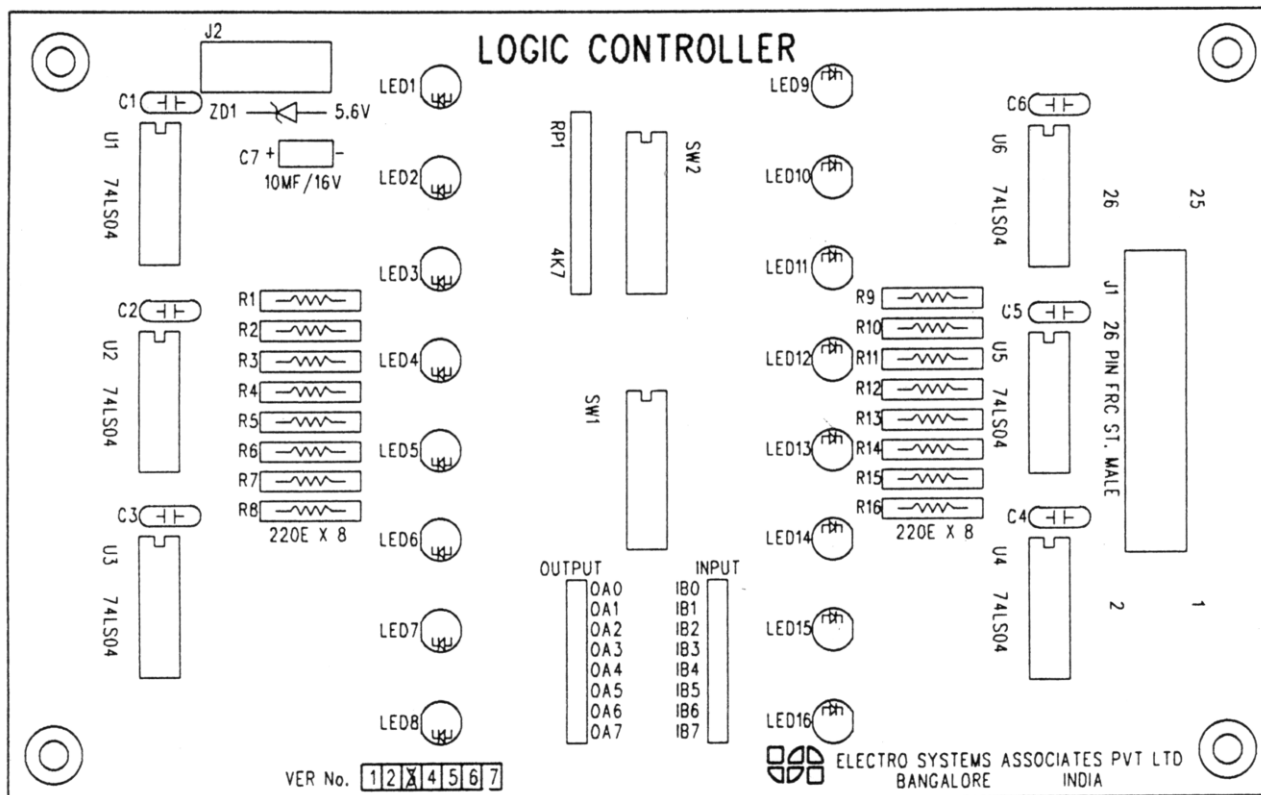 LOGIC CONTROLLER
J2
C1
ZD1 5.6V
C7 + -
10MF/16V
U1 74LS04
C2
U2 74LS04
C3
U3 74LS04
R1
R2
R3
R4
R5
R6
R7
R8
220E X 8
LED1
LED2
LED3
LED4
LED5
LED6
LED7
LED8
RP1 4K7
SW2
SW1
OUTPUT
OA0
OA1
OA2
OA3
OA4
OA5
OA6
OA7
INPUT
IB0
IB1
IB2
IB3
IB4
IB5
IB6
IB7
LED9
LED10
LED11
LED12
LED13
LED14
LED15
LED16
R9
R10
R11
R12
R13
R14
R15
R16
220E X 8
C6
U6 74LS04
C5
U5 74LS04
C4
U4 74LS04
26 25
J1 26 PIN FRC ST. MALE
2 1
VER No. 1 2 3 4 5 6 7
ELECTRO SYSTEMS ASSOCIATES PVT LTD
BANGALORE INDIA